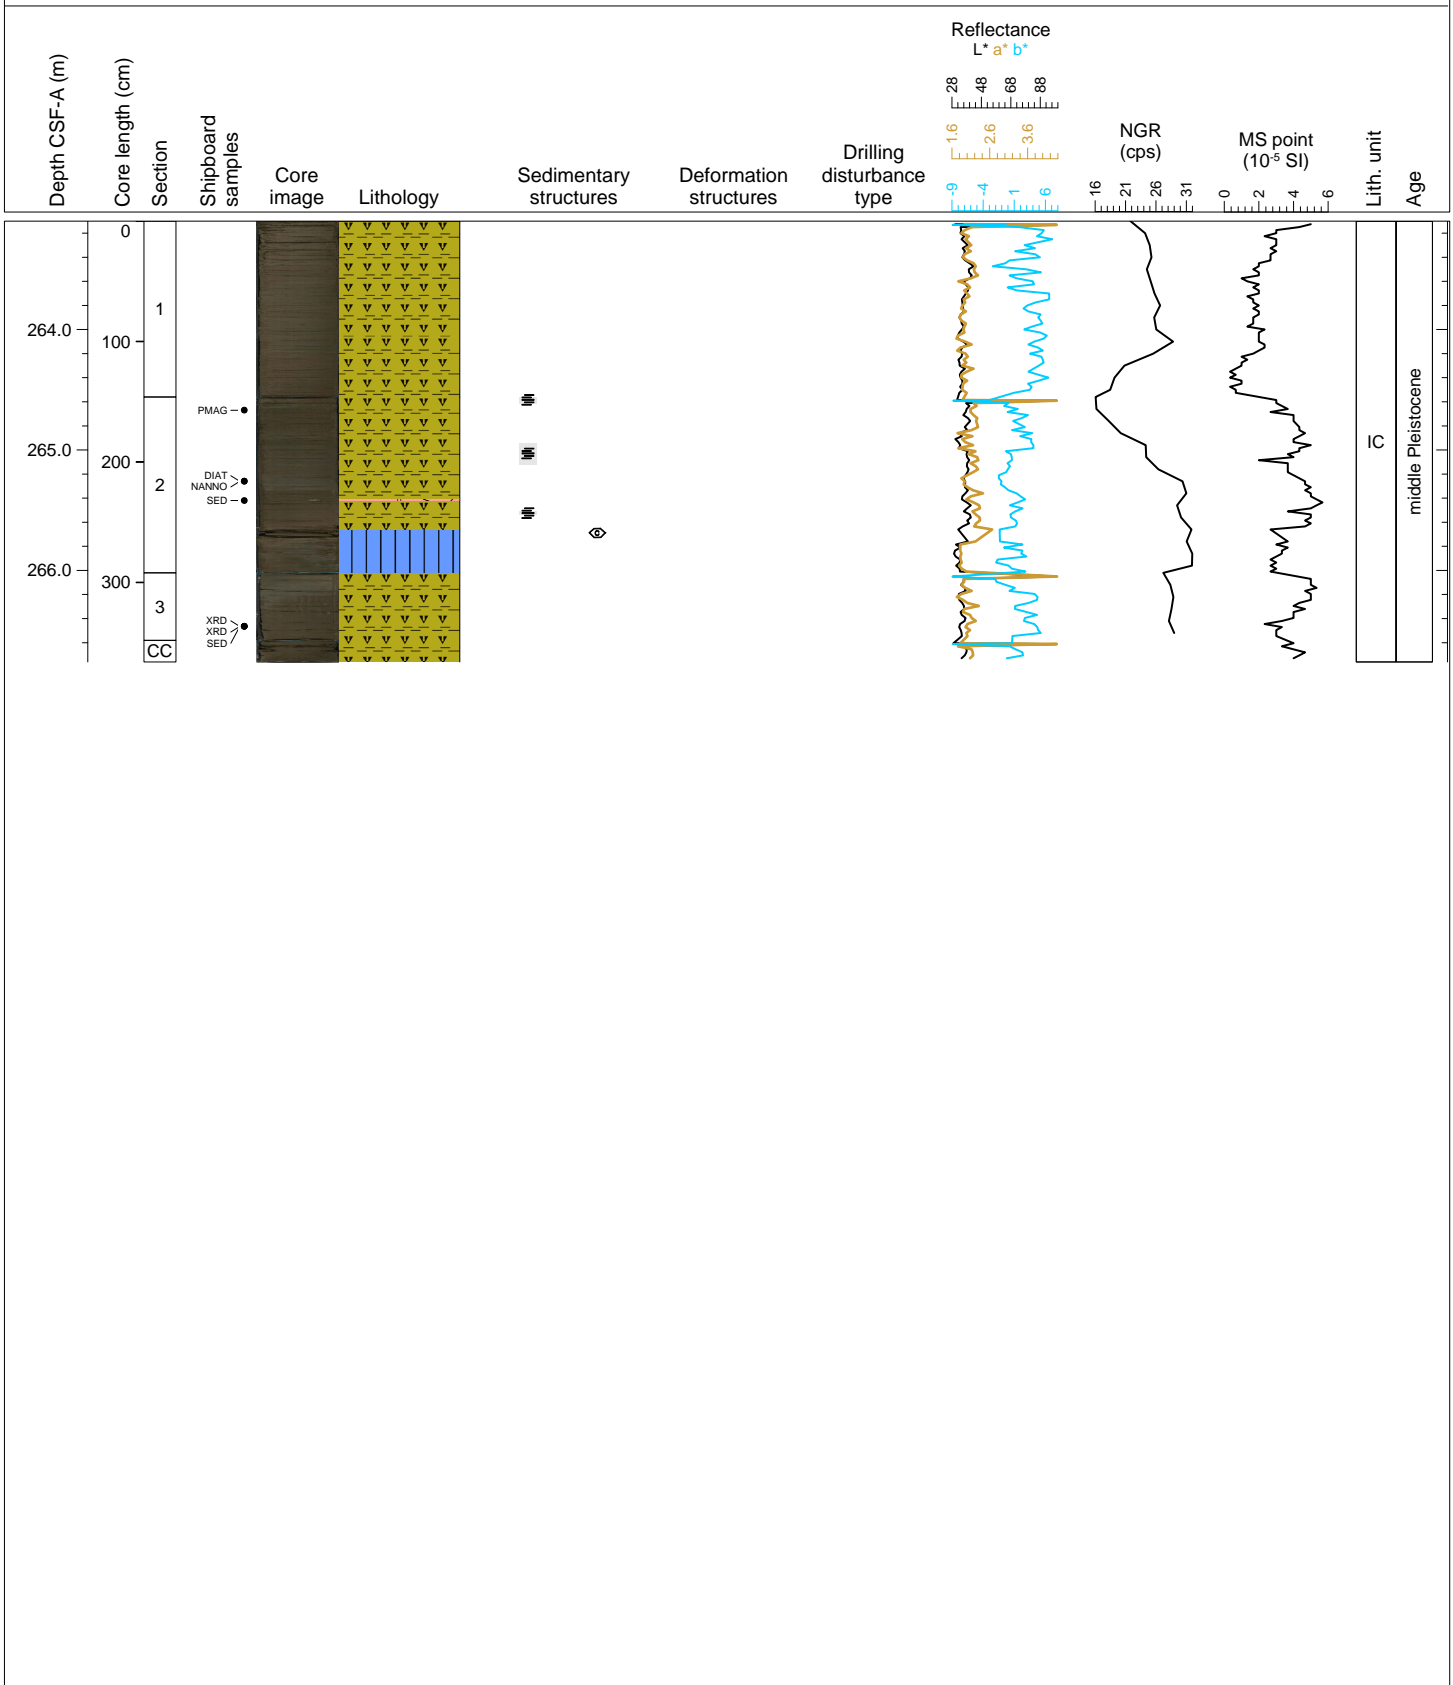 Depth CSF-A (m)
Core length (cm)
Section
Shipboard
samples
Core
image
Lithology
Sedimentary
structures
Deformation
structures
Drilling
disturbance
type
Reflectance
L* a* b*
28 48 68 88
1.6 2.6 3.6
-9 -4 1 6
NGR
(cps)
16 21 26 31
MS point
(10-5 SI)
0 2 4 6
Lith. unit
Age
0
1
264.0
100
PMAG
265.0
200
DIAT
NANNO
2
SED
266.0
300
3
XRD
XRD
SED
CC
IC
middle Pleistocene